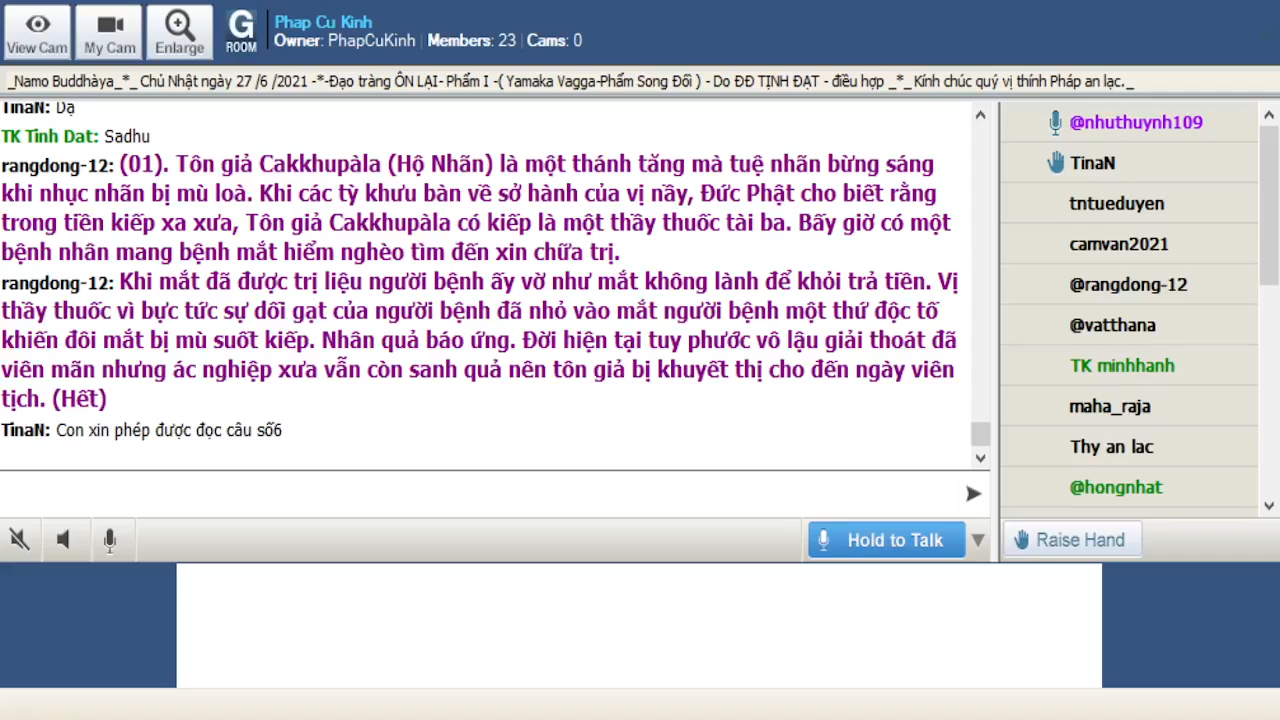 View Cam
My Cam
Enlarge
G
ROOM
Phap Cu Kinh
Owner: PhapCuKinh | Members: 23 | Cams: 0
_Namo Buddhàya_*_ Chủ Nhật ngày 27 /6 /2021 -*-Đạo tràng ÔN LẠI- Phẩm I -( Yamaka Vagga-Phẩm Song Đối ) - Do ĐĐ TỊNH ĐẠT - điều hợp _*_Kính chúc quý vị thính Pháp an lạc._
TinaN: Dạ
TK Tinh Dat: Sadhu
rangdong-12: (01). Tôn giả Cakkhupàla (Hộ Nhãn) là một thánh tăng mà tuệ nhãn bừng sáng
khi nhục nhãn bị mù loà. Khi các tỳ khưu bàn về sở hành của vị nầy, Đức Phật cho biết rằng
trong tiền kiếp xa xưa, Tôn giả Cakkhupàla có kiếp là một thầy thuốc tài ba. Bấy giờ có một
bệnh nhân mang bệnh mắt hiểm nghèo tìm đến xin chữa trị.
rangdong-12: Khi mắt đã được trị liệu người bệnh ấy vờ như mắt không lành để khỏi trả tiền. Vị
thầy thuốc vì bực tức sự dối gạt của người bệnh đã nhỏ vào mắt người bệnh một thứ độc tố
khiến đôi mắt bị mù suốt kiếp. Nhân quả báo ứng. Đời hiện tại tuy phước vô lậu giải thoát đã
viên mãn nhưng ác nghiệp xưa vẫn còn sanh quả nên tôn giả bị khuyết thị cho đến ngày viên
tịch. (Hết)
TinaN: Con xin phép được đọc câu số6
@nhuthuynh109
TinaN
tntueduyen
camvan2021
@rangdong-12
@vatthana
TK minhhanh
maha_raja
Thy an lac
@hongnhat
Hold to Talk
Raise Hand